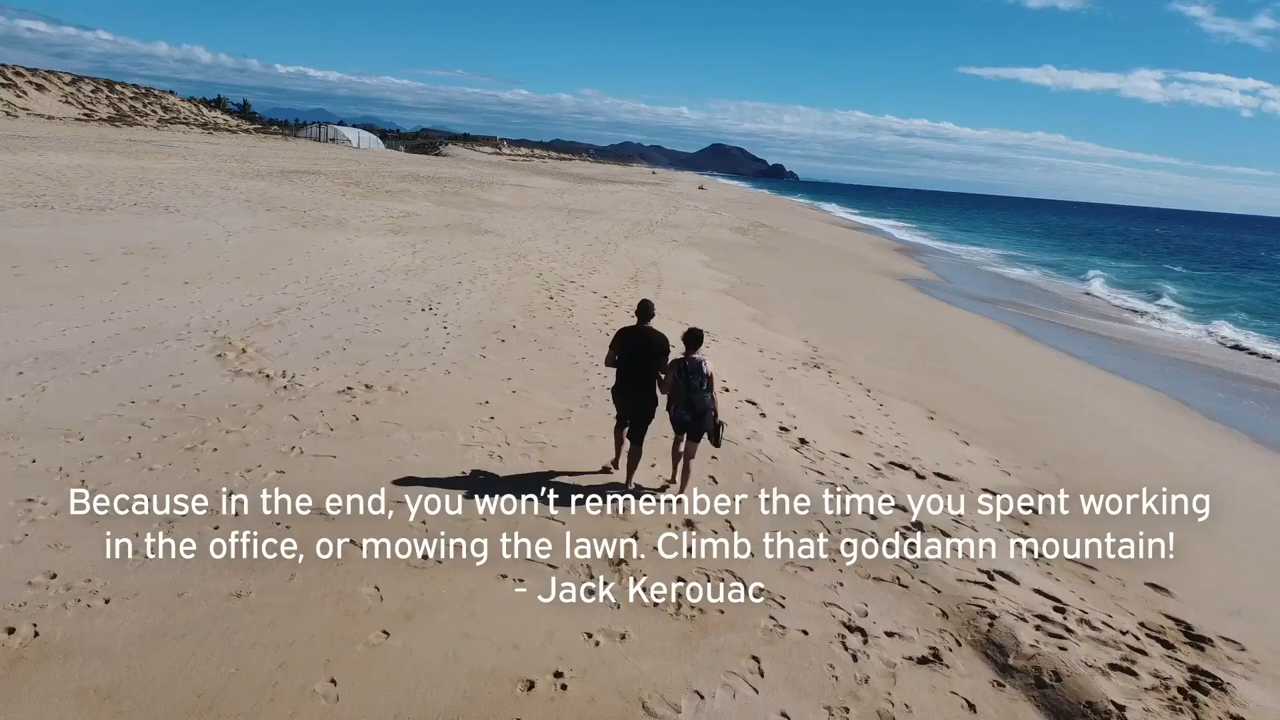 Because in the end, you won't remember the time you spent working
in the office, or mowing the lawn. Climb that goddamn mountain!
- Jack Kerouac